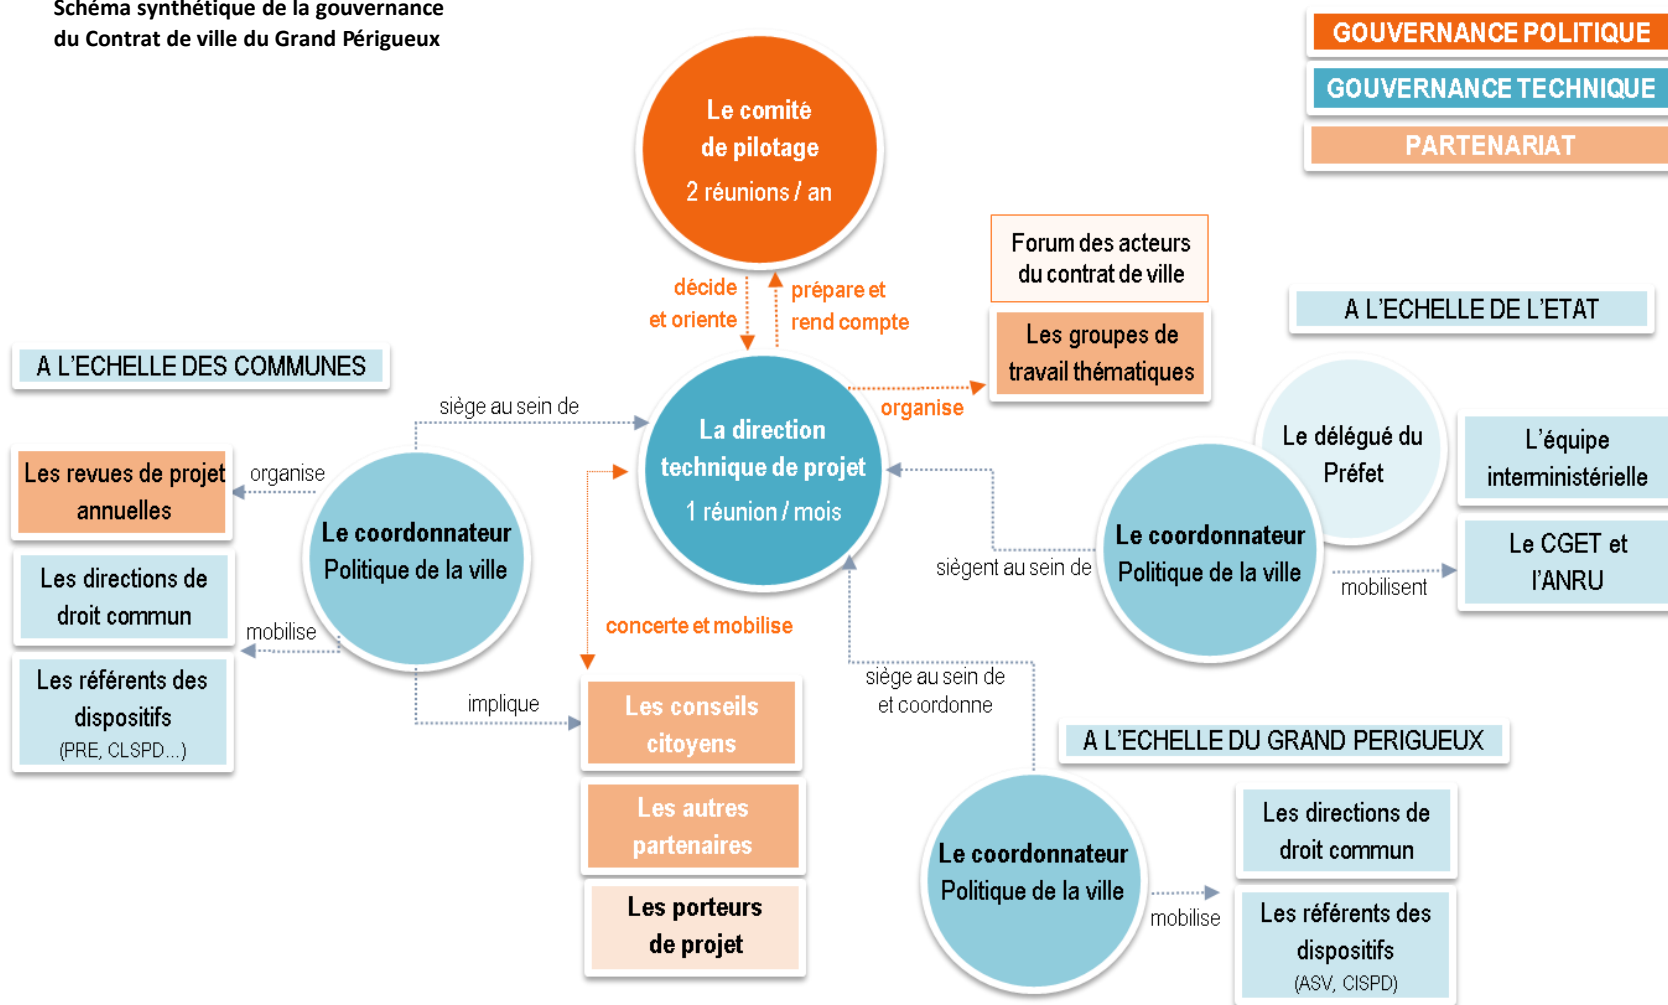 Schéma synthétique de la gouvernance
du Contrat de ville du Grand Périgueux
GOUVERNANCE POLITIQUE
GOUVERNANCE TECHNIQUE
PARTENARIAT
Le comité
de pilotage
2 réunions / an
décide
et oriente
prépare et
rend compte
Forum des acteurs
du contrat de ville
Les groupes de
travail thématiques
organise
A L'ECHELLE DE L'ETAT
A L'ECHELLE DES COMMUNES
siège au sein de
La direction
technique de projet
1 réunion / mois
Les revues de projet
annuelles
organise
Le coordonnateur
Politique de la ville
Les directions de
droit commun
mobilise
Les référents des
dispositifs
(PRE, CLSPD...)
implique
concerte et mobilise
Les conseils
citoyens
Les autres
partenaires
Les porteurs
de projet
Le délégué du
Préfet
Le coordonnateur
Politique de la ville
siègent au sein de
mobilisent
L'équipe
interministérielle
Le CGET et
l'ANRU
siège au sein de
et coordonne
A L'ECHELLE DU GRAND PERIGUEUX
Le coordonnateur
Politique de la ville
mobilise
Les directions de
droit commun
Les référents des
dispositifs
(ASV, CISPD)